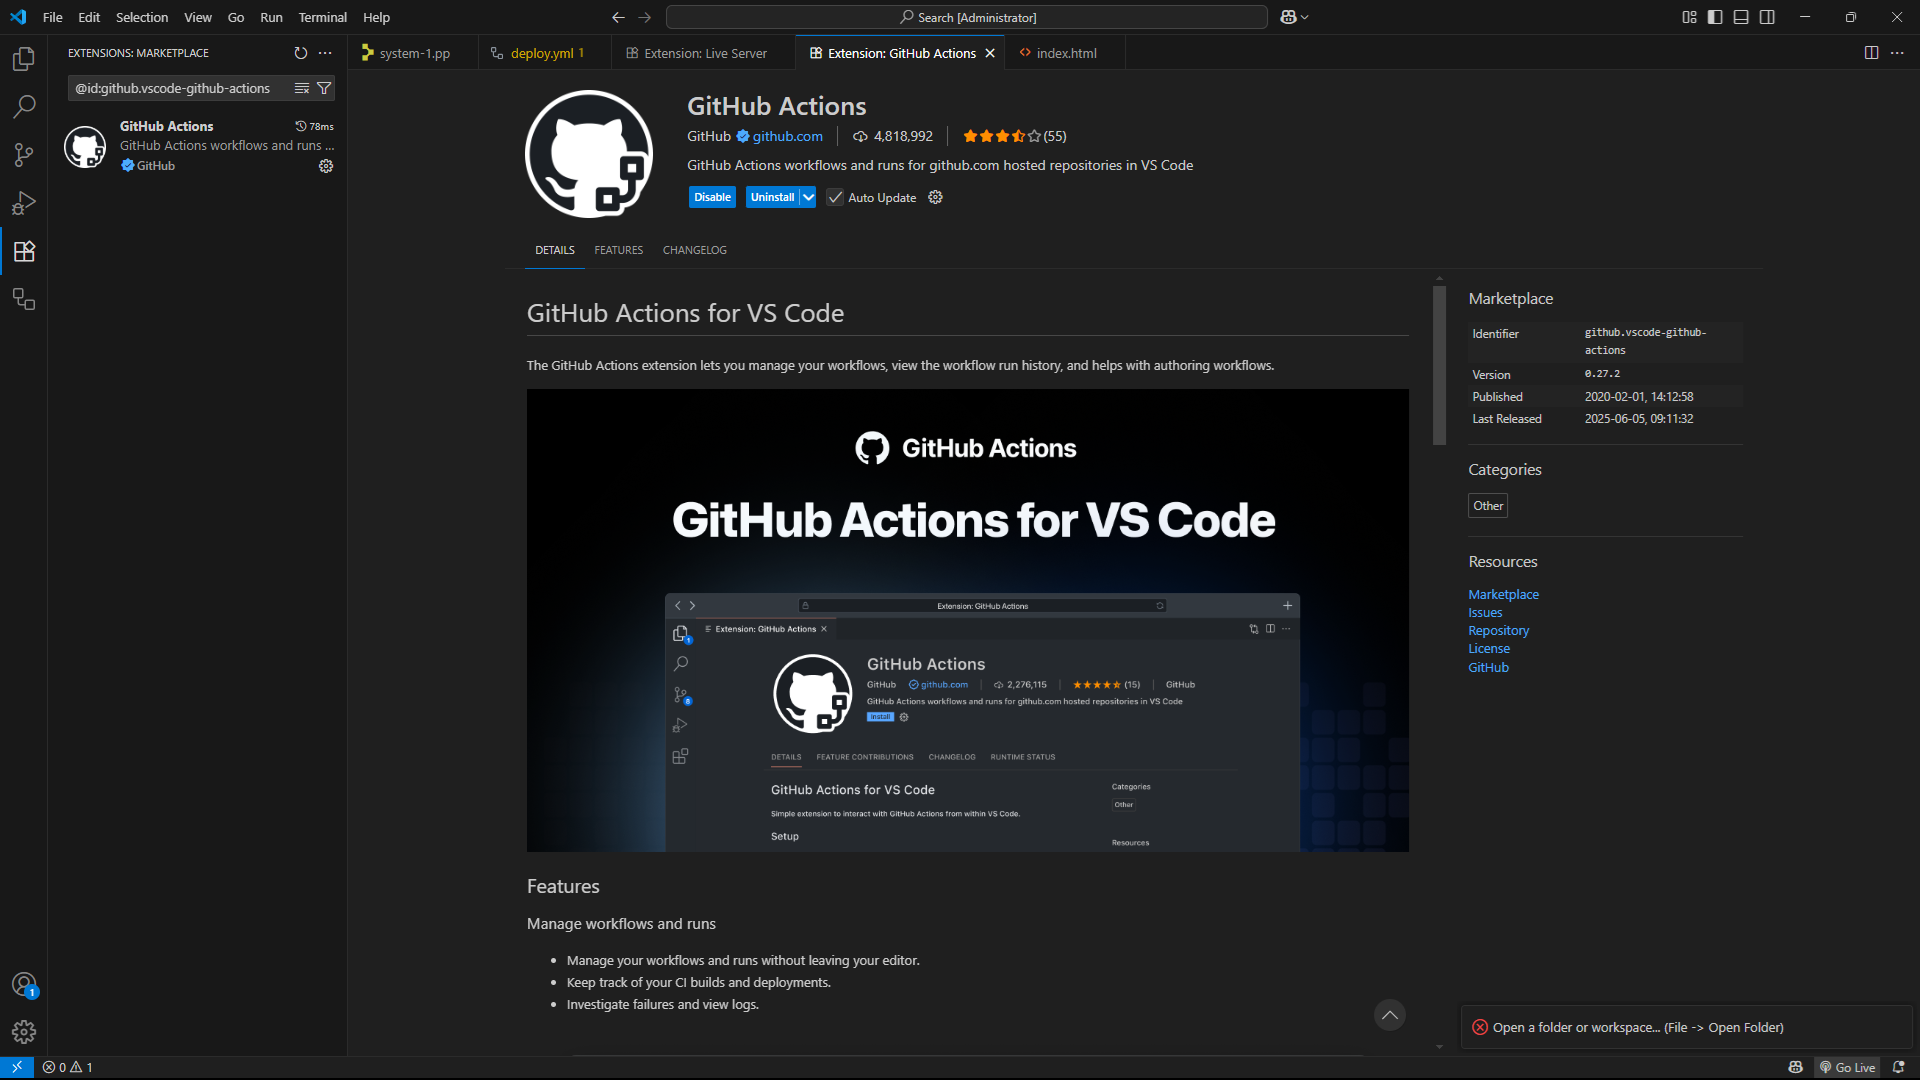 File Edit Selection View Go Run Terminal Help
Search [Administrator]
EXTENSIONS: MARKETPLACE
@id:github.vscode-github-actions
GitHub Actions 78ms
GitHub Actions workflows and runs ...
GitHub
system-1.pp
deploy.yml 1
Extension: Live Server
Extension: GitHub Actions
index.html
GitHub Actions
GitHub github.com 4,818,992 (55)
GitHub Actions workflows and runs for github.com hosted repositories in VS Code
Disable Uninstall Auto Update
DETAILS FEATURES CHANGELOG
GitHub Actions for VS Code
The GitHub Actions extension lets you manage your workflows, view the workflow run history, and helps with authoring workflows.
GitHub Actions
GitHub Actions for VS Code
Extension: GitHub Actions
Extension: GitHub Actions
1
6
GitHub Actions
GitHub github.com 2,276,115 (15) GitHub
GitHub Actions workflows and runs for github.com hosted repositories in VS Code
Install
DETAILS FEATURE CONTRIBUTIONS CHANGELOG RUNTIME STATUS
GitHub Actions for VS Code
Simple extension to interact with GitHub Actions from within VS Code.
Setup
Categories
Other
Resources
Features
Manage workflows and runs
• Manage your workflows and runs without leaving your editor.
• Keep track of your CI builds and deployments.
• Investigate failures and view logs.
Marketplace
Identifier github.vscode-github-
actions
Version 0.27.2
Published 2020-02-01, 14:12:58
Last Released 2025-06-05, 09:11:32
Categories
Other
Resources
Marketplace
Issues
Repository
License
GitHub
1
Open a folder or workspace... (File -> Open Folder)
0 1
Go Live